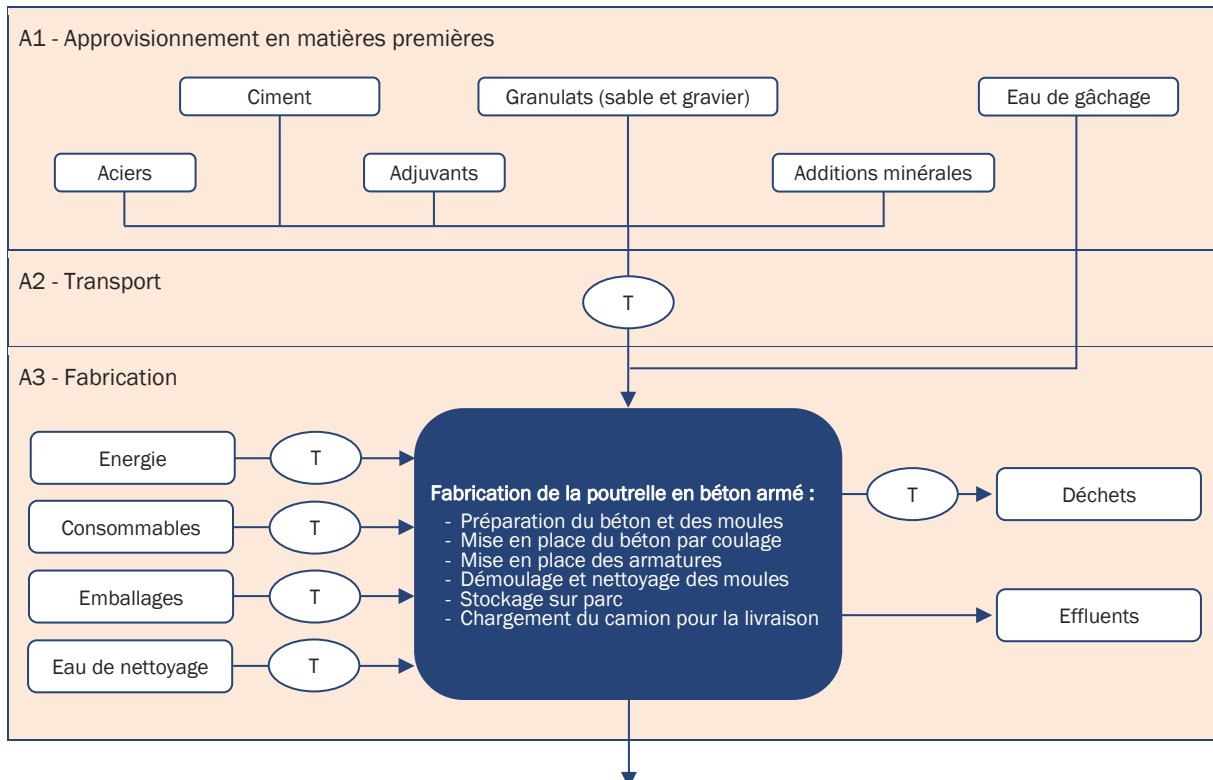 A1 - Approvisionnement en matières premières
Ciment
Granulats (sable et gravier)
Eau de gâchage
Aciers
Adjuvants
Additions minérales
A2 - Transport
T
A3 - Fabrication
Energie
T
Consommables
T
Emballages
T
Eau de nettoyage
T
Fabrication de la poutrelle en béton armé :
- Préparation du béton et des moules
- Mise en place du béton par coulage
- Mise en place des armatures
- Démoulage et nettoyage des moules
- Stockage sur parc
- Chargement du camion pour la livraison
T
Déchets
Effluents